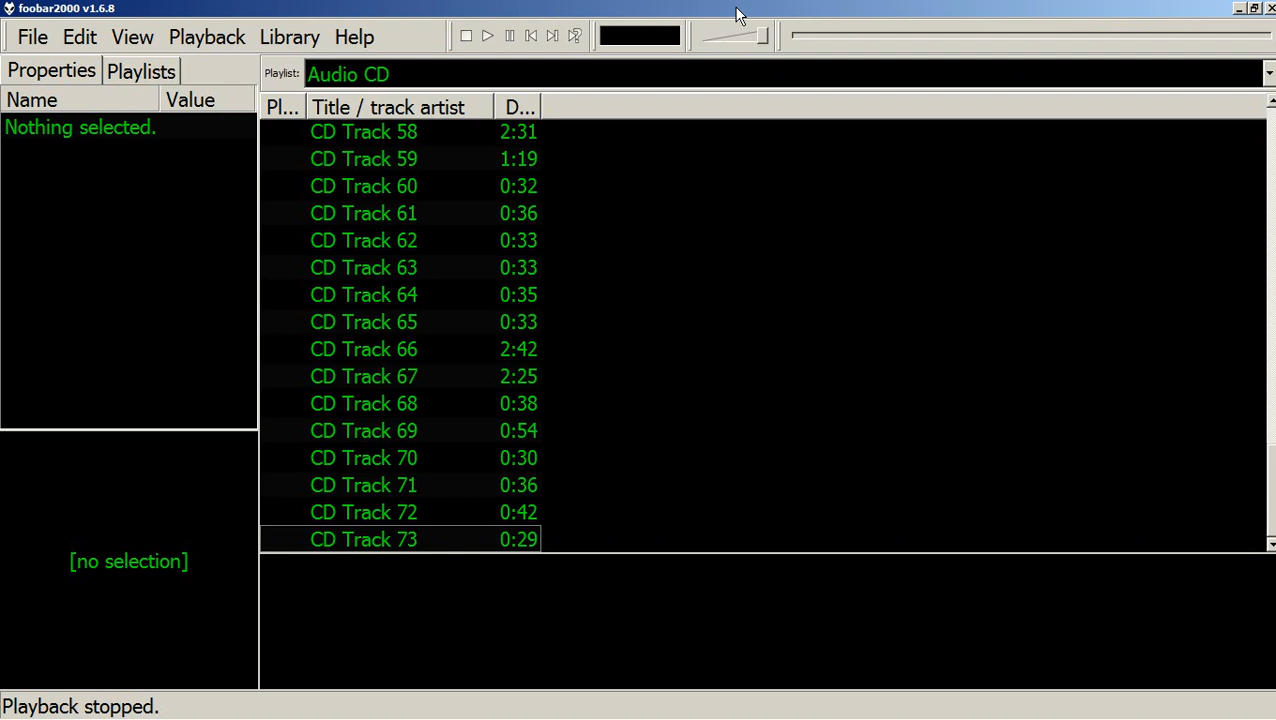 foobar2000 v1.6.8
File Edit View Playback Library Help
Properties Playlists
Playlist: Audio CD
Name Value
Nothing selected.
Pl... Title / track artist D...
CD Track 58 2:31
CD Track 59 1:19
CD Track 60 0:32
CD Track 61 0:36
CD Track 62 0:33
CD Track 63 0:33
CD Track 64 0:35
CD Track 65 0:33
CD Track 66 2:42
CD Track 67 2:25
CD Track 68 0:38
CD Track 69 0:54
CD Track 70 0:30
CD Track 71 0:36
CD Track 72 0:42
CD Track 73 0:29
[no selection]
Playback stopped.